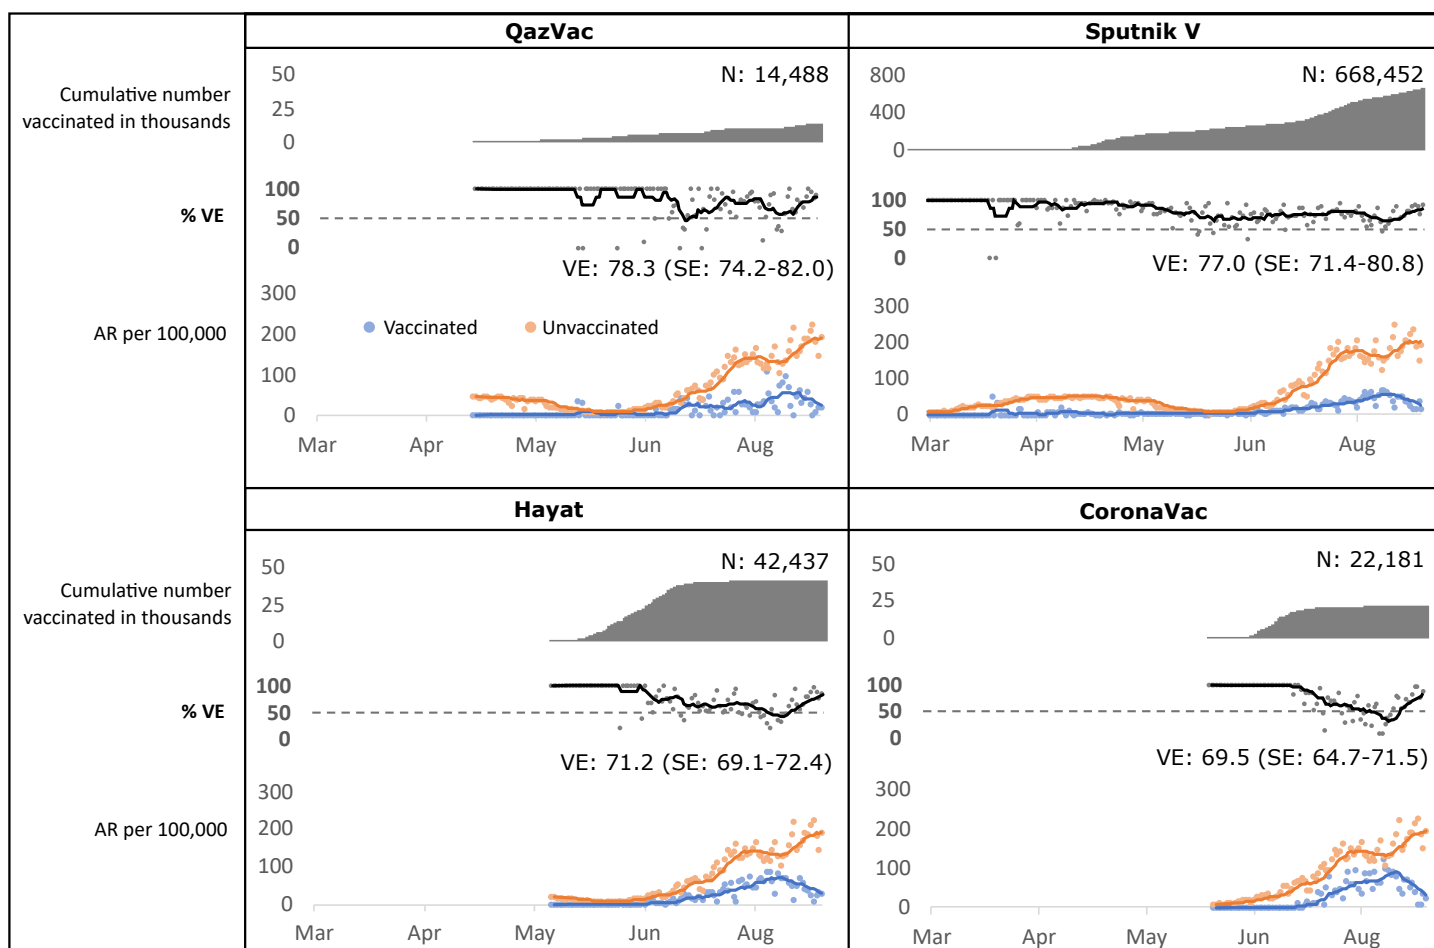 QazVac
Sputnik V
Cumulative number
vaccinated in thousands
50
25
0
N: 14,488
800
400
0
N: 668,452
% VE
100
50
0
VE: 78.3 (SE: 74.2-82.0)
100
50
0
VE: 77.0 (SE: 71.4-80.8)
AR per 100,000
300
200
100
0
Vaccinated
Unvaccinated
Mar Apr May Jun Aug
300
200
100
0
Mar Apr May Jun Aug
Hayat
CoronaVac
Cumulative number
vaccinated in thousands
50
25
0
N: 42,437
50
25
0
N: 22,181
% VE
100
50
0
VE: 71.2 (SE: 69.1-72.4)
100
50
0
VE: 69.5 (SE: 64.7-71.5)
AR per 100,000
300
200
100
0
Mar Apr May Jun Aug
300
200
100
0
Mar Apr May Jun Aug